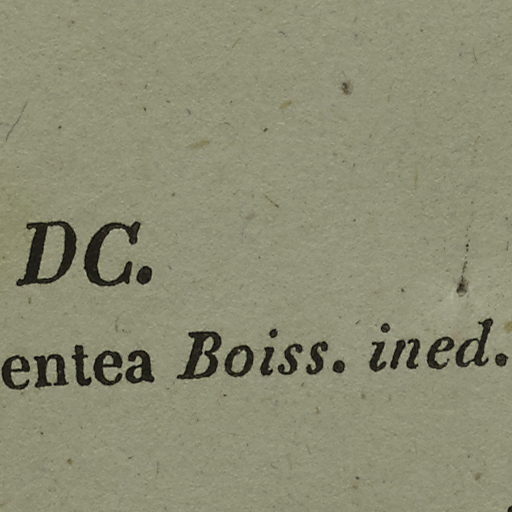 DC.
entea Boiss. ined.